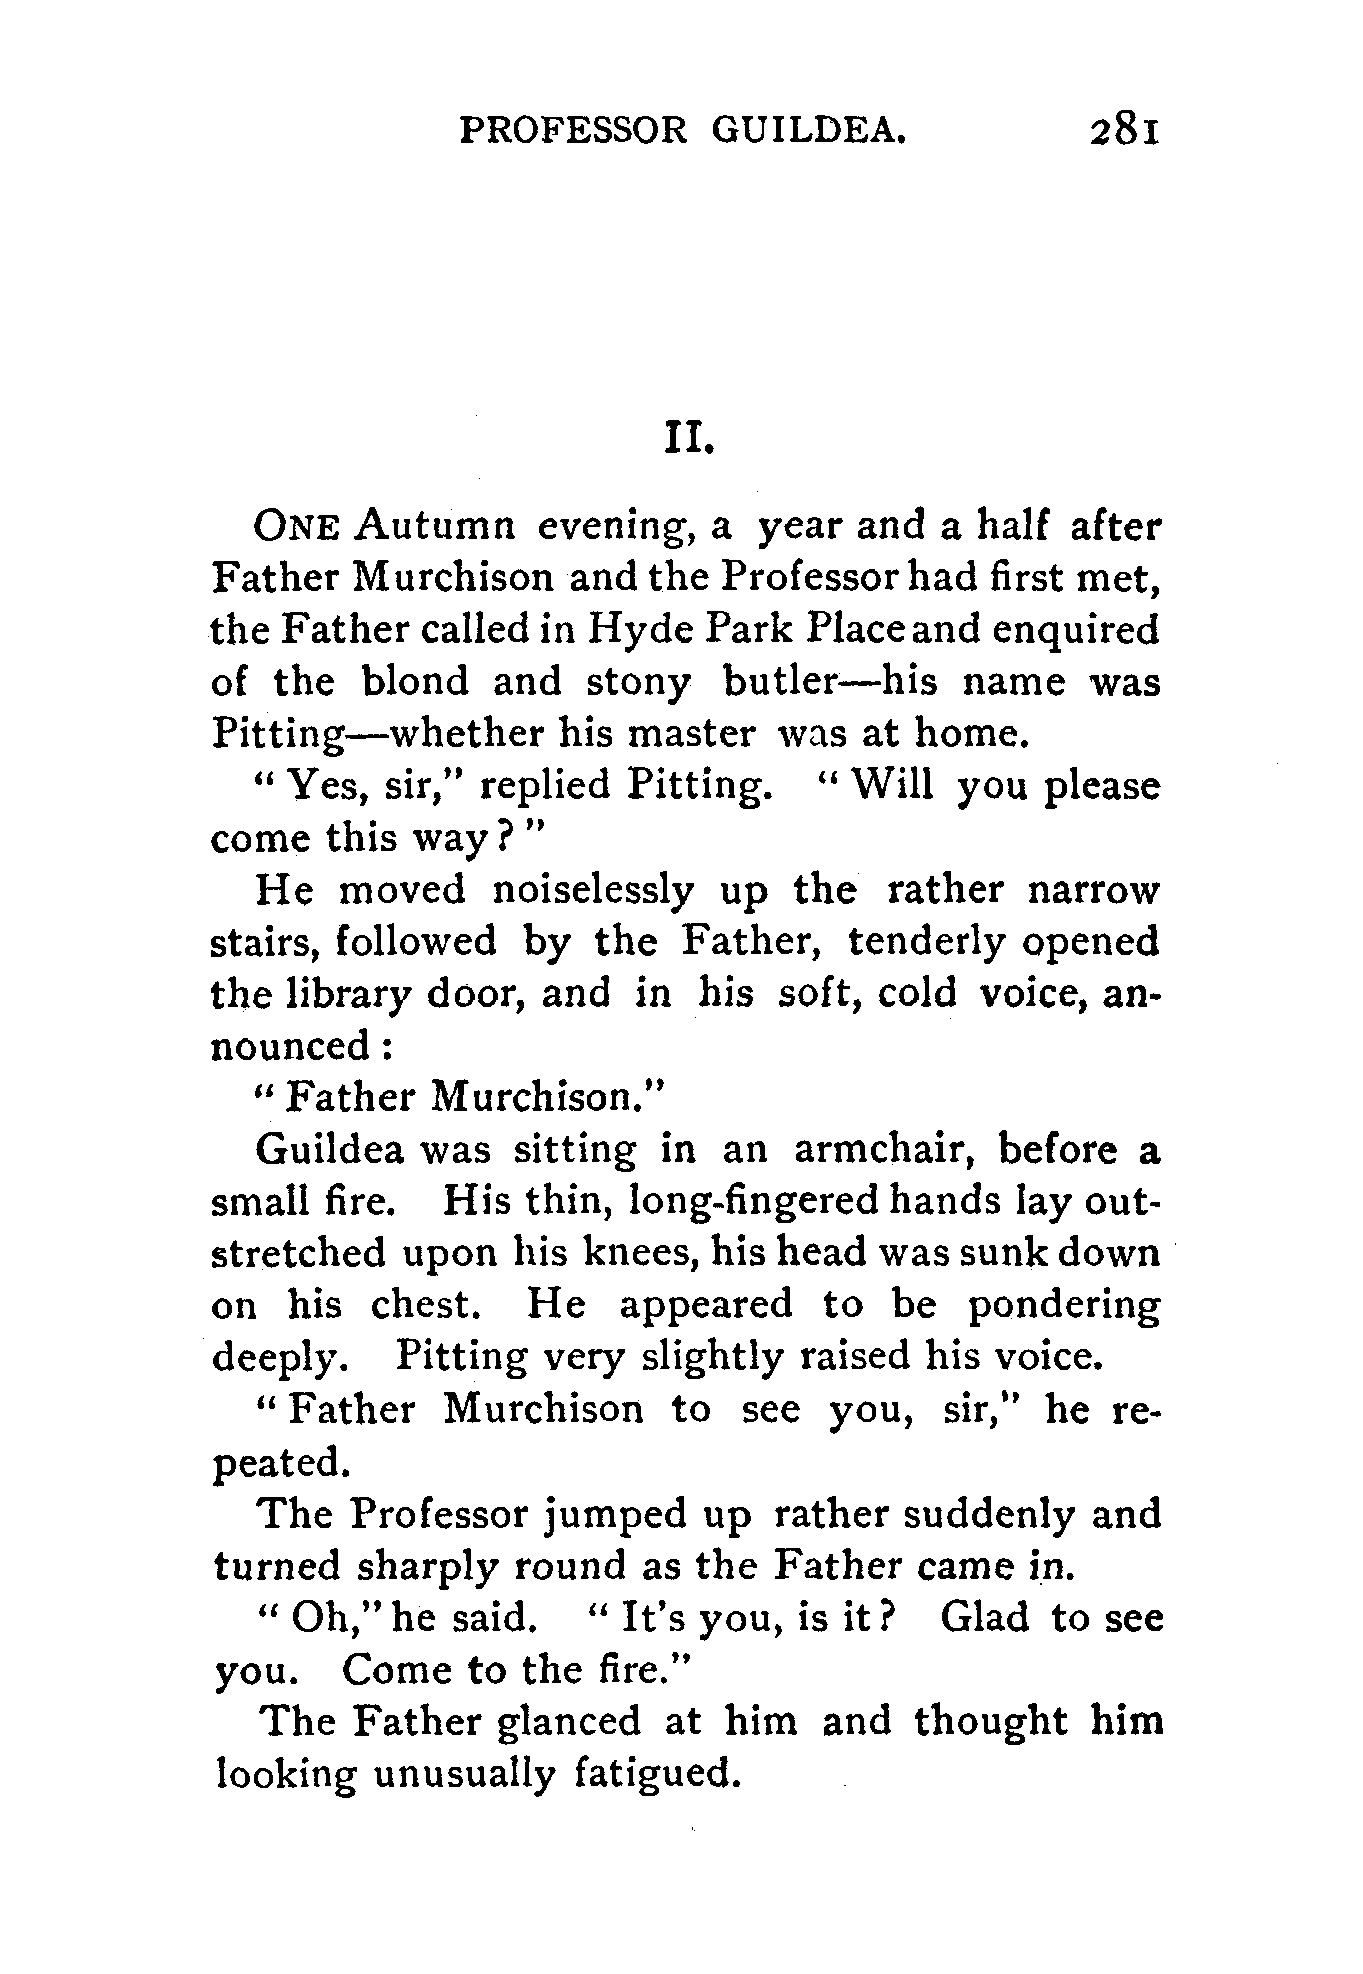 PROFESSOR GUILDEA. 281
II.
ONE Autumn evening, a year and a half after
Father Murchison and the Professor had first met,
the Father called in Hyde Park Place and enquired
of the blond and stony butler—his name was
Pitting—whether his master was at home.
" Yes, sir," replied Pitting. " Will you please
come this way ? "
He moved noiselessly up the rather narrow
stairs, followed by the Father, tenderly opened
the library door, and in his soft, cold voice, an-
nounced :
" Father Murchison."
Guildea was sitting in an armchair, before a
small fire. His thin, long-fingered hands lay out-
stretched upon his knees, his head was sunk down
on his chest. He appeared to be pondering
deeply. Pitting very slightly raised his voice.
" Father Murchison to see you, sir," he re-
peated.
The Professor jumped up rather suddenly and
turned sharply round as the Father came in.
" Oh," he said. " It's you, is it ? Glad to see
you. Come to the fire."
The Father glanced at him and thought him
looking unusually fatigued.